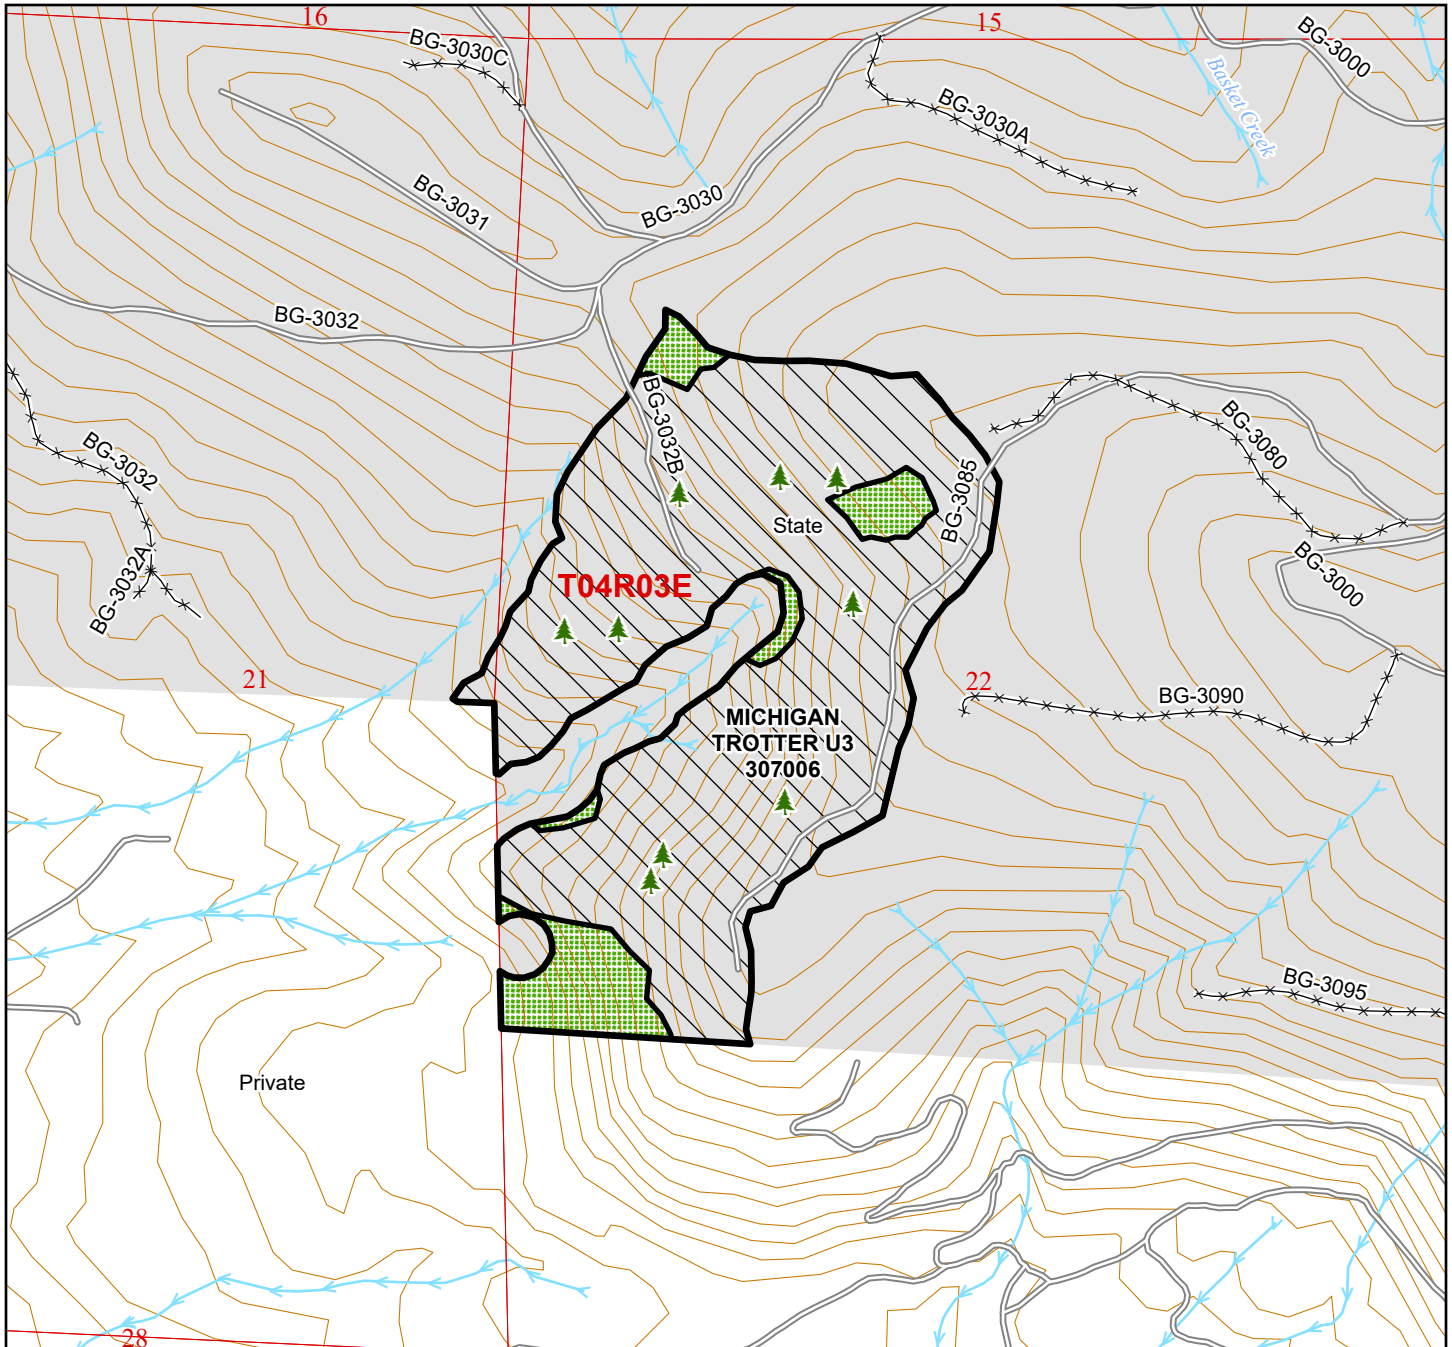 16
15
BG-3030C
BG-3000
Basket Creek
BG-3030A
BG-3031
BG-3030
BG-3032
BG-3032B
BG-3080
BG-3032
BG-3085
State
BG-3032A
BG-3000
T04R03E
21
22
BG-3090
MICHIGAN
TROTTER U3
307006
BG-3095
Private
28